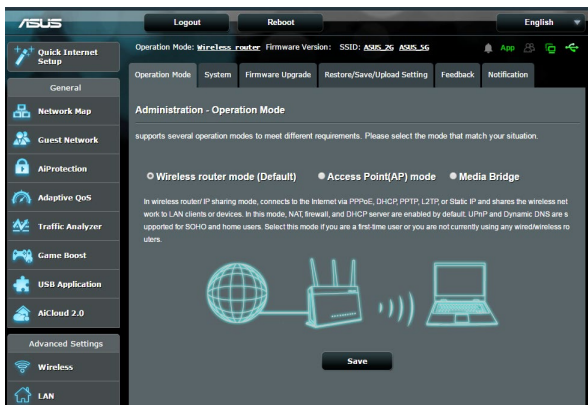 ASUS
Logout
Reboot
English
Quick Internet
Setup
Operation Mode: Wireless router Firmware Version: SSID: ASUS_2G ASUS_5G
App
Operation Mode
System
Firmware Upgrade
Restore/Save/Upload Setting
Feedback
Notification
General
Network Map
Guest Network
AiProtection
Adaptive QoS
Traffic Analyzer
Game Boost
USB Application
AiCloud 2.0
Advanced Settings
Wireless
LAN
Administration - Operation Mode
supports several operation modes to meet different requirements. Please select the mode that match your situation.
Wireless router mode (Default)
Access Point(AP) mode
Media Bridge
In wireless router/ IP sharing mode, connects to the Internet via PPPoE, DHCP, PPTP, L2TP, or Static IP and shares the wireless net
work to LAN clients or devices. In this mode, NAT, firewall, and DHCP server are enabled by default. UPnP and Dynamic DNS are s
upported for SOHO and home users. Select this mode if you are a first-time user or you are not currently using any wired/wireless ro
uters.
Save